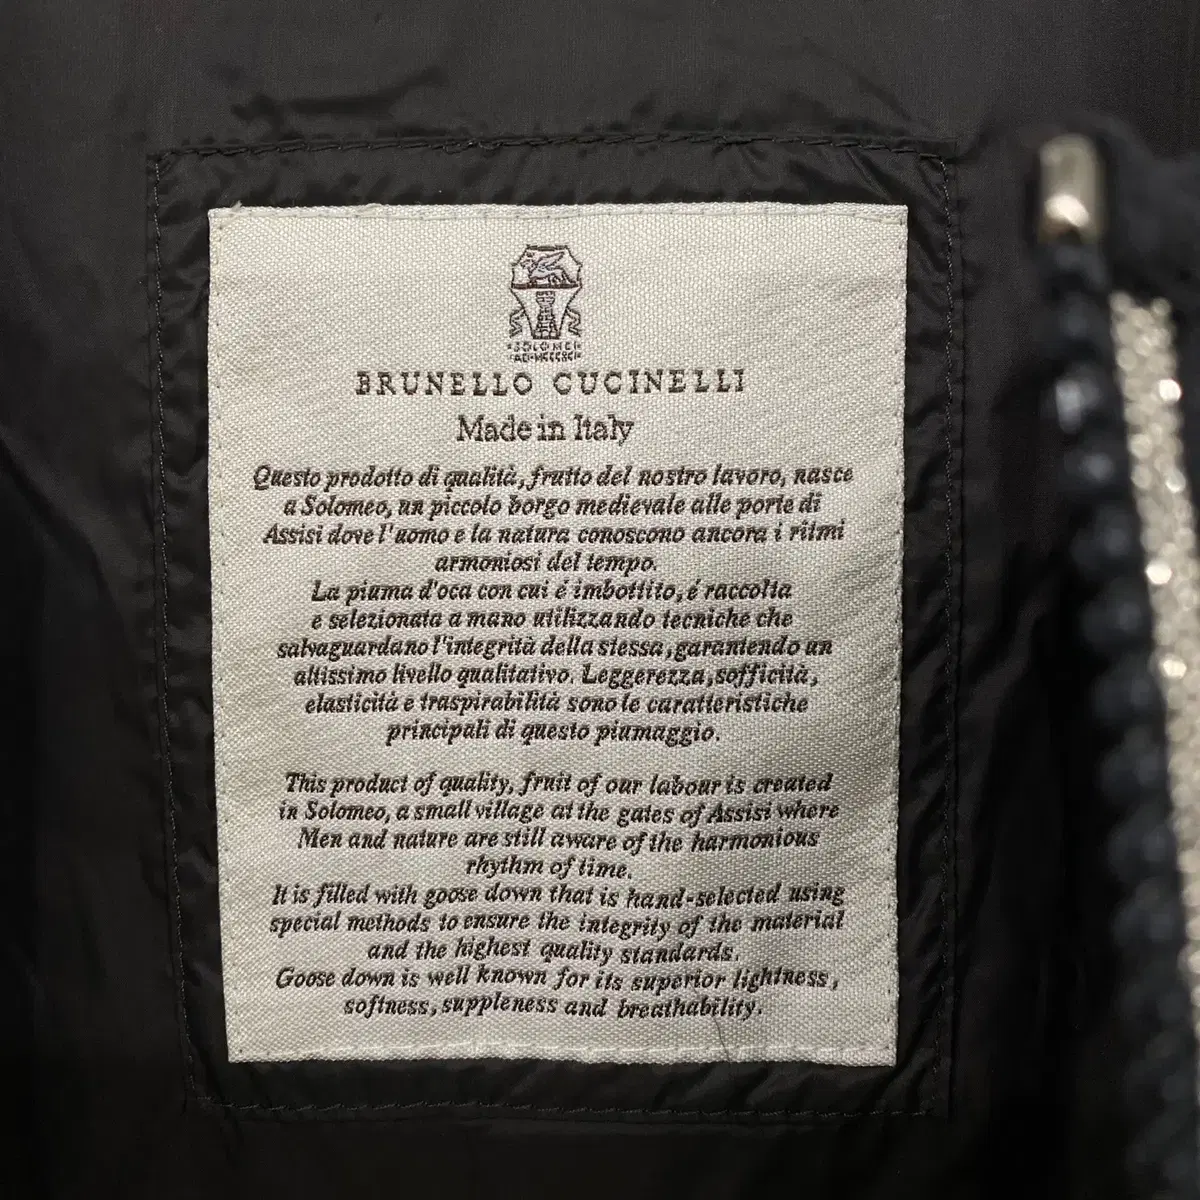 SOLOMEI
BRUNELLO CUCINELLI
Made in Italy
Questo prodotto di qualità, frutto del nostro lavoro, nasce
a Solomeo, un piccolo borgo medievale alle porte di
Assisi dove l'uomo e la natura conoscono ancora i ritmi
armoniosi del tempo.
La piuma d'oca con cui é imbottito, é raccolta
e selezionata a mano utilizzando tecniche che
salvaguardano l'integrità della stessa, garantendo un
altissimo livello qualitativo. Leggerezza, sofficità,
elasticità e traspirabilità sono le caratteristiche
principali di questo piumaggio.
This product of quality, fruit of our labour is created
in Solomeo, a small village at the gates of Assisi where
Men and nature are still aware of the harmonious
rhythm of time.
It is filled with goose down that is hand-selected using
special methods to ensure the integrity of the material
and the highest quality standards.
Goose down is well known for its superior lightness,
softness, suppleness and breathability.